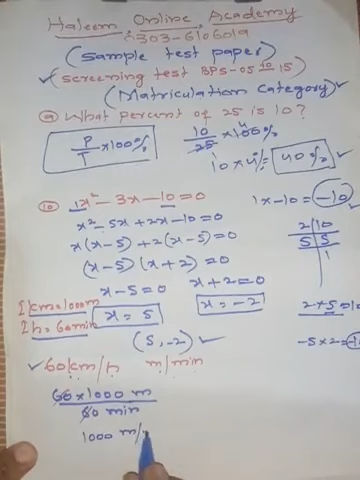 Haleem Online Academy
0303-6106019
(Sample test paper)
✓(Screening test BPS-05 to 15)✓
(Matriculation Category)✓
9 What percent of 25 is 10?
P/T ×100%
10/25 × 100%
4
1
10×4 = 40%
10 1x² - 3x - 10 = 0
1x-10 = -10
x² - 5x + 2x - 10 = 0
x(x-5) + 2(x-5) = 0
(x-5) (x+2) = 0
2 | 10
5 | 5
1
x-5 = 0
x+2 = 0
x = 5
x = -2
1km=1000m
1h=60min
2×5=10
-5×2=-10
(5, -2) ✓
✓60km/h m/min
60×1000 m
60 min
1000 m/